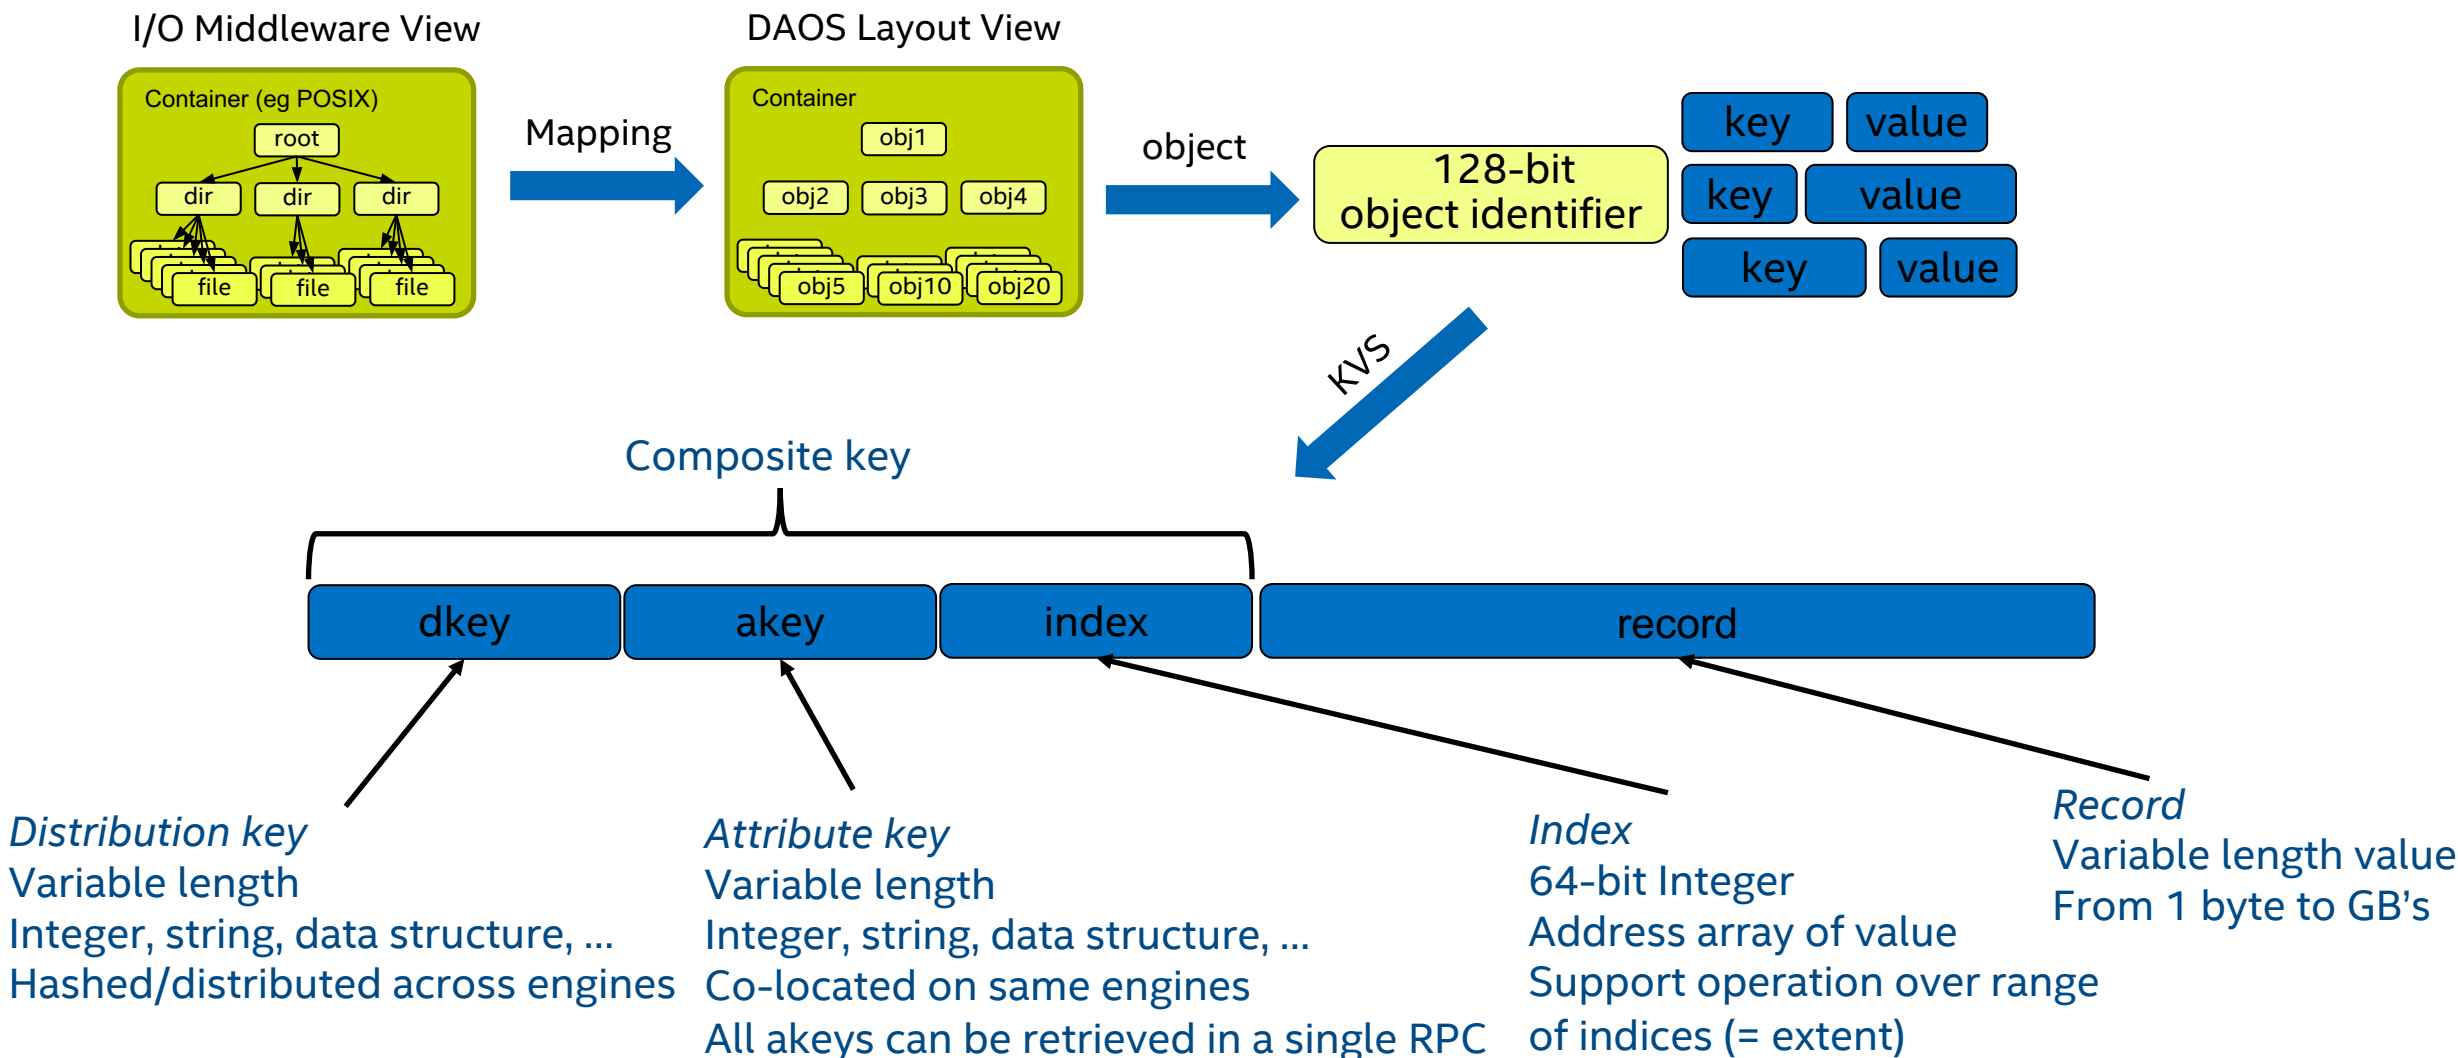 I/O Middleware View
DAOS Layout View
Container (eg POSIX)
root
dir
dir
dir
file
file
file
Mapping
Container
obj1
obj2
obj3
obj4
obj5
obj10
obj20
object
128-bit
object identifier
key
value
key
value
key
value
KVS
Composite key
dkey
akey
index
record
Distribution key
Variable length
Integer, string, data structure, ...
Hashed/distributed across engines
Attribute key
Variable length
Integer, string, data structure, ...
Co-located on same engines
All akeys can be retrieved in a single RPC
Index
64-bit Integer
Address array of value
Support operation over range
of indices (= extent)
Record
Variable length value
From 1 byte to GB’s